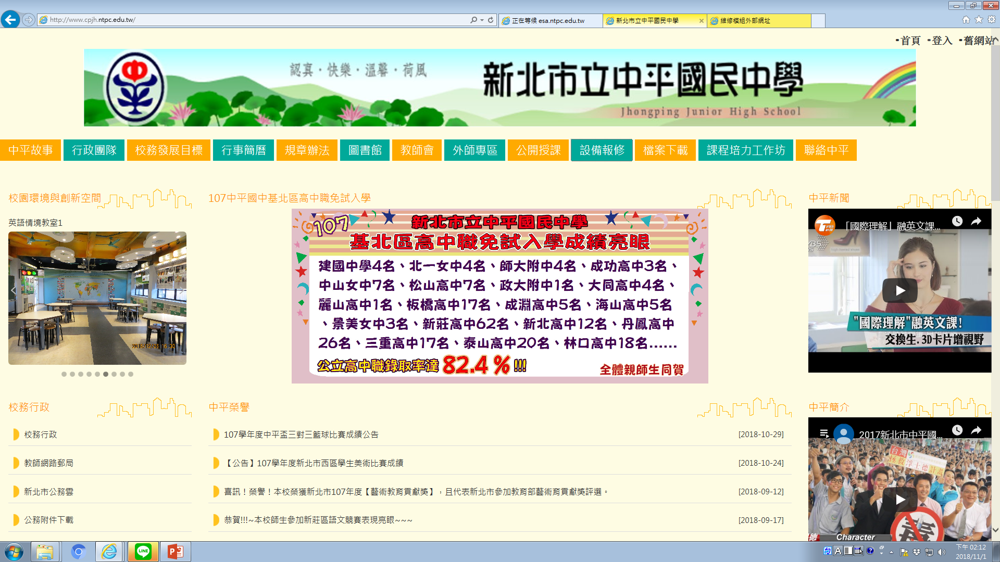 http://www.cpjh.ntpc.edu.tw/
正在等候 esa.ntpc.edu.tw
新北市立中平國民中學
維修模組外部網址
•首頁 •登入 •舊網站
認真・快樂・溫馨・荷風
新北市立中平國民中學
Jhongping Junior High School
中平故事 行政團隊 校務發展目標 行事簡曆 規章辦法 圖書館 教師會 外師專區 公開授課 設備報修 檔案下載 課程培力工作坊 聯絡中平
校園環境與創新空間
英語情境教室1
107中平國中基北區高中職免試入學
107
新北市立中平國民中學
基北區高中職免試入學成績亮眼
建國中學4名、北一女中4名、師大附中4名、成功高中3名、
中山女中7名、松山高中7名、政大附中1名、大同高中4名、
麗山高中1名、板橋高中17名、成淵高中5名、海山高中5名
、景美女中3名、新莊高中62名、新北高中12名、丹鳳高中
26名、三重高中17名、泰山高中20名、林口高中18名......
公立高中職錄取率達 82.4%!!!
全體親師生同賀
中平新聞
TVBS
新聞
「國際理解」融英文課...
"國際理解"融英文課!
交換生.3D卡片增視野
校務行政
校務行政
教師網路郵局
新北市公務雲
公務附件下載
中平榮譽
107學年度中平盃三對三籃球比賽成績公告 [2018-10-29]
【公告】107學年度新北市西區學生美術比賽成績 [2018-10-24]
喜訊！榮譽！本校榮獲新北市107年度【藝術教育貢獻獎】，且代表新北市參加教育部藝術育貢獻獎評選。 [2018-09-12]
恭賀!!!~本校師生參加新莊區語文競賽表現亮眼~~~ [2018-09-17]
中平簡介
2017新北市中平國...
台灣
拯救浮士德計畫
毒
德 Character
LINE
下午 02:12
2018/11/1